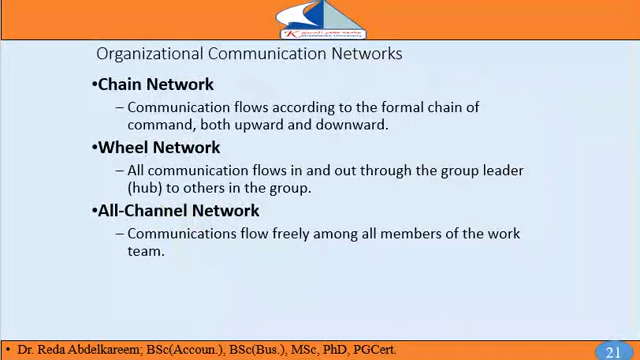 Organizational Communication Networks
•Chain Network
– Communication flows according to the formal chain of
command, both upward and downward.
•Wheel Network
– All communication flows in and out through the group leader
(hub) to others in the group.
•All-Channel Network
– Communications flow freely among all members of the work
team.
• Dr. Reda Abdelkareem; BSc(Accoun.), BSc(Bus.), MSc, PhD, PGCert.
21